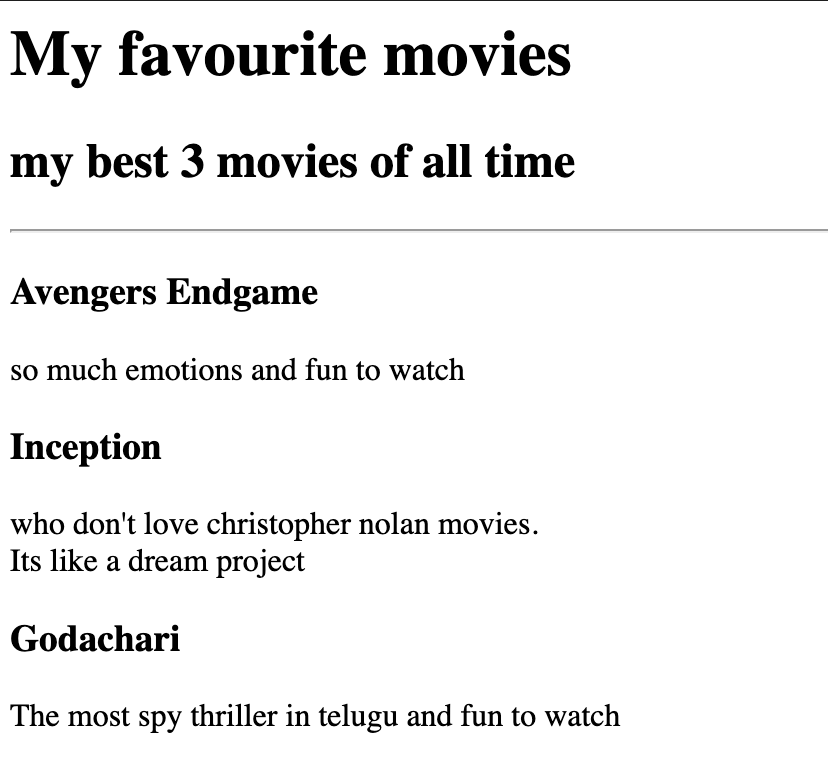 My favourite movies
my best 3 movies of all time
Avengers Endgame
so much emotions and fun to watch
Inception
who don't love christopher nolan movies.
Its like a dream project
Godachari
The most spy thriller in telugu and fun to watch